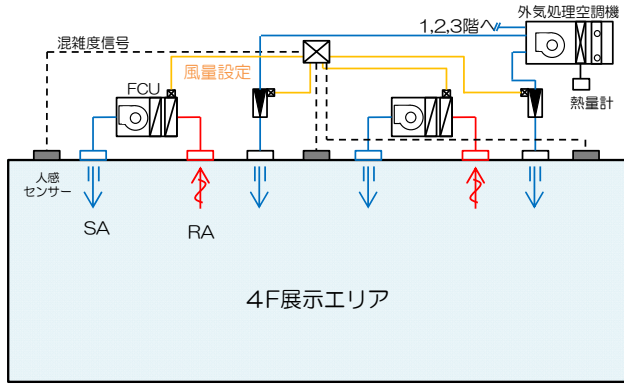 外気処理空調機
1,2,3階へ
混雑度信号
風量設定
FCU
熱量計
人感
センサー
SA
RA
4F展示エリア